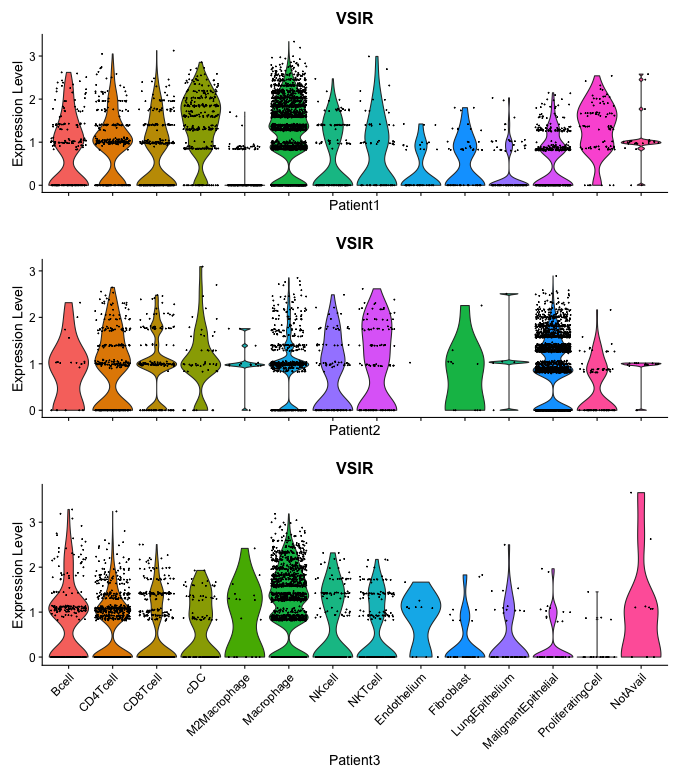 VSIR
Expression Level
3
2
1
0
Patient1
VSIR
Expression Level
3
2
1
0
Patient2
VSIR
Expression Level
3
2
1
0
Bcell
CD4Tcell
CD8Tcell
cDC
M2Macrophage
Macrophage
NKcell
NKTcell
Endothelium
Fibroblast
LungEpithelium
MalignantEpithelial
ProliferatingCell
NotAvail
Patient3